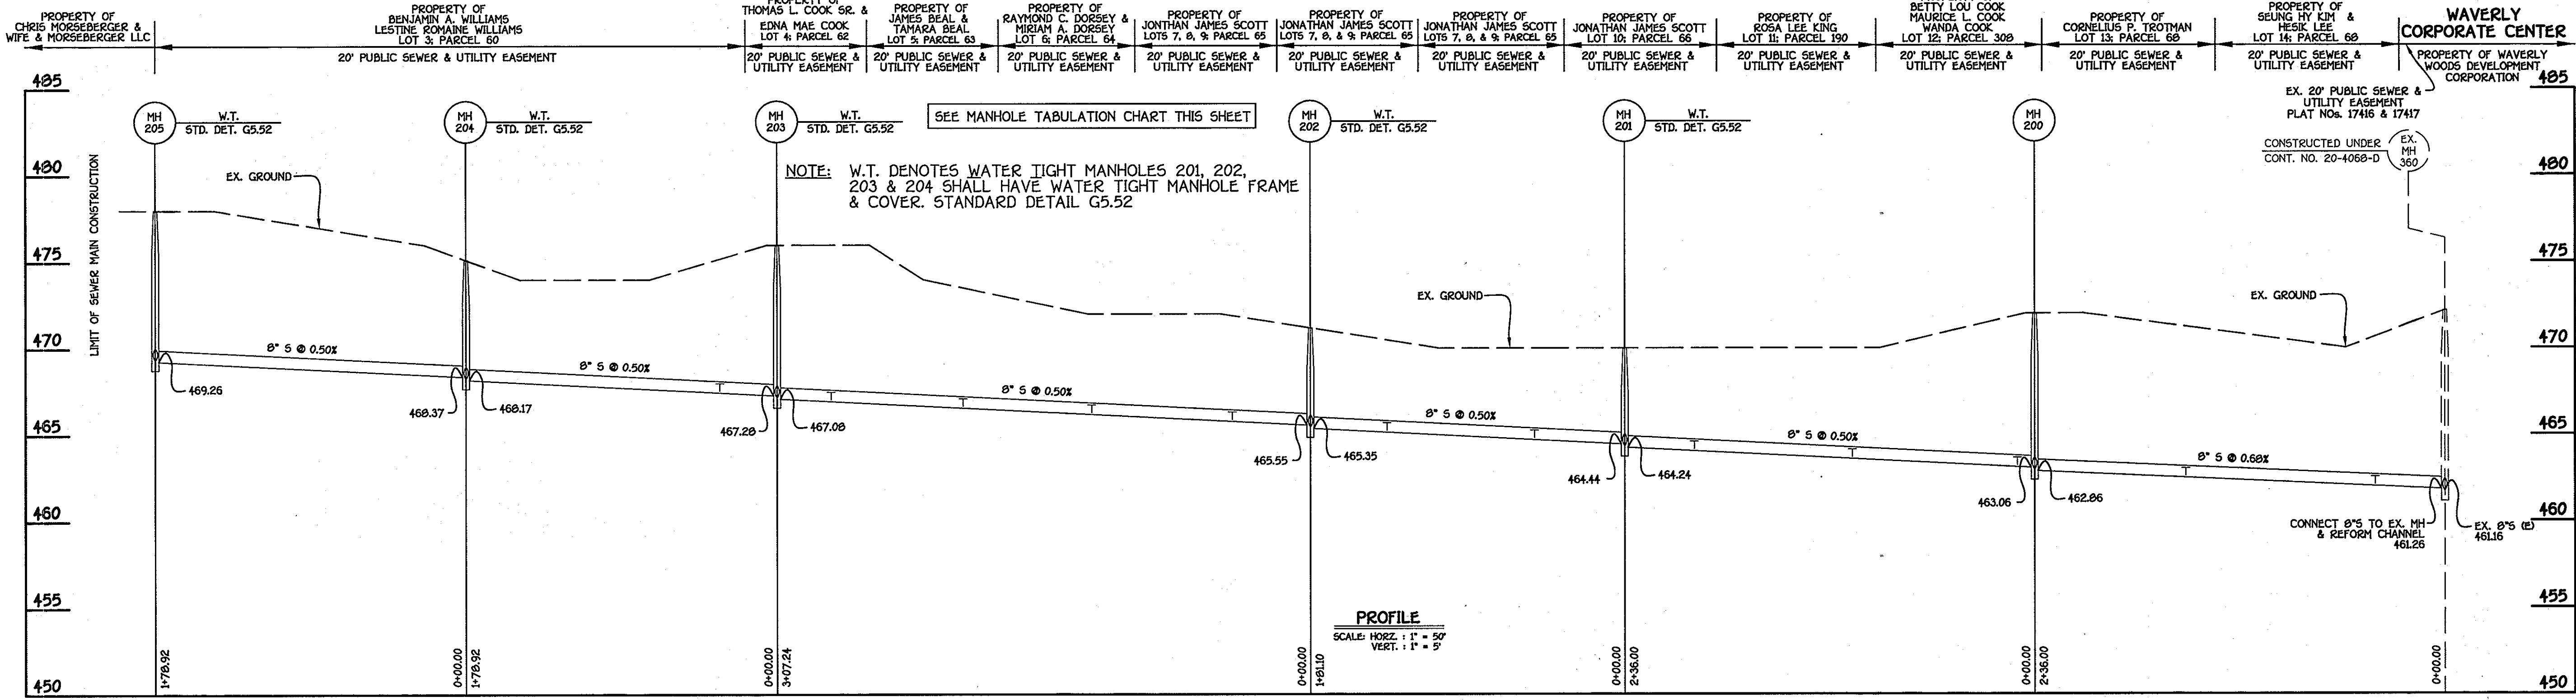 PROPERTY OF
CHRIS MORSEBERGER &
WIFE & MORSEBERGER LLC
PROPERTY OF
BENJAMIN A. WILLIAMS
LESTINE ROMAINE WILLIAMS
LOT 3; PARCEL 60
20' PUBLIC SEWER & UTILITY EASEMENT
PROPERTY OF
THOMAS L. COOK SR. &
EDNA MAE COOK
LOT 4; PARCEL 62
20' PUBLIC SEWER &
UTILITY EASEMENT
PROPERTY OF
JAMES BEAL &
TAMARA BEAL
LOT 5; PARCEL 63
20' PUBLIC SEWER &
UTILITY EASEMENT
PROPERTY OF
RAYMOND C. DORSEY &
MIRIAM A. DORSEY
LOT 6; PARCEL 64
20' PUBLIC SEWER &
UTILITY EASEMENT
PROPERTY OF
JONTHAN JAMES SCOTT
LOTS 7, 8, 9; PARCEL 65
20' PUBLIC SEWER &
UTILITY EASEMENT
PROPERTY OF
JONATHAN JAMES SCOTT
LOTS 7, 8, & 9; PARCEL 65
20' PUBLIC SEWER &
UTILITY EASEMENT
PROPERTY OF
JONATHAN JAMES SCOTT
LOTS 7, 8, & 9; PARCEL 65
20' PUBLIC SEWER &
UTILITY EASEMENT
PROPERTY OF
JONATHAN JAMES SCOTT
LOT 10; PARCEL 66
20' PUBLIC SEWER &
UTILITY EASEMENT
PROPERTY OF
ROSA LEE KING
LOT 11; PARCEL 190
20' PUBLIC SEWER &
UTILITY EASEMENT
BETTY LOU COOK
MAURICE L. COOK
WANDA COOK
LOT 12; PARCEL 308
20' PUBLIC SEWER &
UTILITY EASEMENT
PROPERTY OF
CORNELIUS P. TROTMAN
LOT 13; PARCEL 68
20' PUBLIC SEWER &
UTILITY EASEMENT
PROPERTY OF
SEUNG HY KIM &
HESIK LEE
LOT 14; PARCEL 68
20' PUBLIC SEWER &
UTILITY EASEMENT
WAVERLY
CORPORATE CENTER
PROPERTY OF WAVERLY
WOODS DEVELOPMENT
CORPORATION
EX. 20' PUBLIC SEWER &
UTILITY EASEMENT
PLAT NOs. 17416 & 17417
CONSTRUCTED UNDER
CONT. NO. 20-4068-D
EX.
MH
360
485
480
475
470
465
460
455
450
485
480
475
470
465
460
455
450
LIMIT OF SEWER MAIN CONSTRUCTION
MH
205
W.T.
STD. DET. G5.52
MH
204
W.T.
STD. DET. G5.52
MH
203
W.T.
STD. DET. G5.52
SEE MANHOLE TABULATION CHART THIS SHEET
MH
202
W.T.
STD. DET. G5.52
MH
201
W.T.
STD. DET. G5.52
MH
200
NOTE: W.T. DENOTES WATER TIGHT MANHOLES 201, 202,
203 & 204 SHALL HAVE WATER TIGHT MANHOLE FRAME
& COVER. STANDARD DETAIL G5.52
EX. GROUND
EX. GROUND
EX. GROUND
8" S @ 0.50%
8" S @ 0.50%
8" S @ 0.50%
8" S @ 0.50%
8" S @ 0.50%
8" S @ 0.68%
469.26
468.37
468.17
467.28
467.08
465.55
465.35
464.44
464.24
463.06
462.86
CONNECT 8"S TO EX. MH
& REFORM CHANNEL
461.26
EX. 8"S (E)
461.16
PROFILE
SCALE: HORZ. : 1" = 50'
VERT. : 1" = 5'
1+78.92
0+00.00
1+78.92
0+00.00
3+07.24
0+00.00
1+81.10
0+00.00
2+36.00
0+00.00
2+36.00
0+00.00